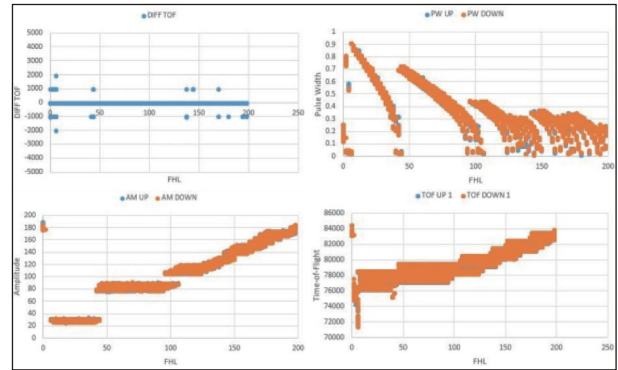 DIFF TOF
5000
4000
3000
2000
1000
0
-1000
-2000
-3000
-4000
-5000
DIFF TOF
0 50 100 150 200 250
FHL
PW UP PW DOWN
1
0.9
0.8
0.7
0.6
0.5
0.4
0.3
0.2
0.1
0
Pulse Width
0 50 100 150 200
FHL
AM UP AM DOWN
200
180
160
140
120
100
80
60
40
20
0
Amplitude
0 50 100 150 200
FHL
TOF UP 1 TOF DOWN 1
86000
84000
82000
80000
78000
76000
74000
72000
70000
Time-of-Flight
0 50 100 150 200 250
FHL